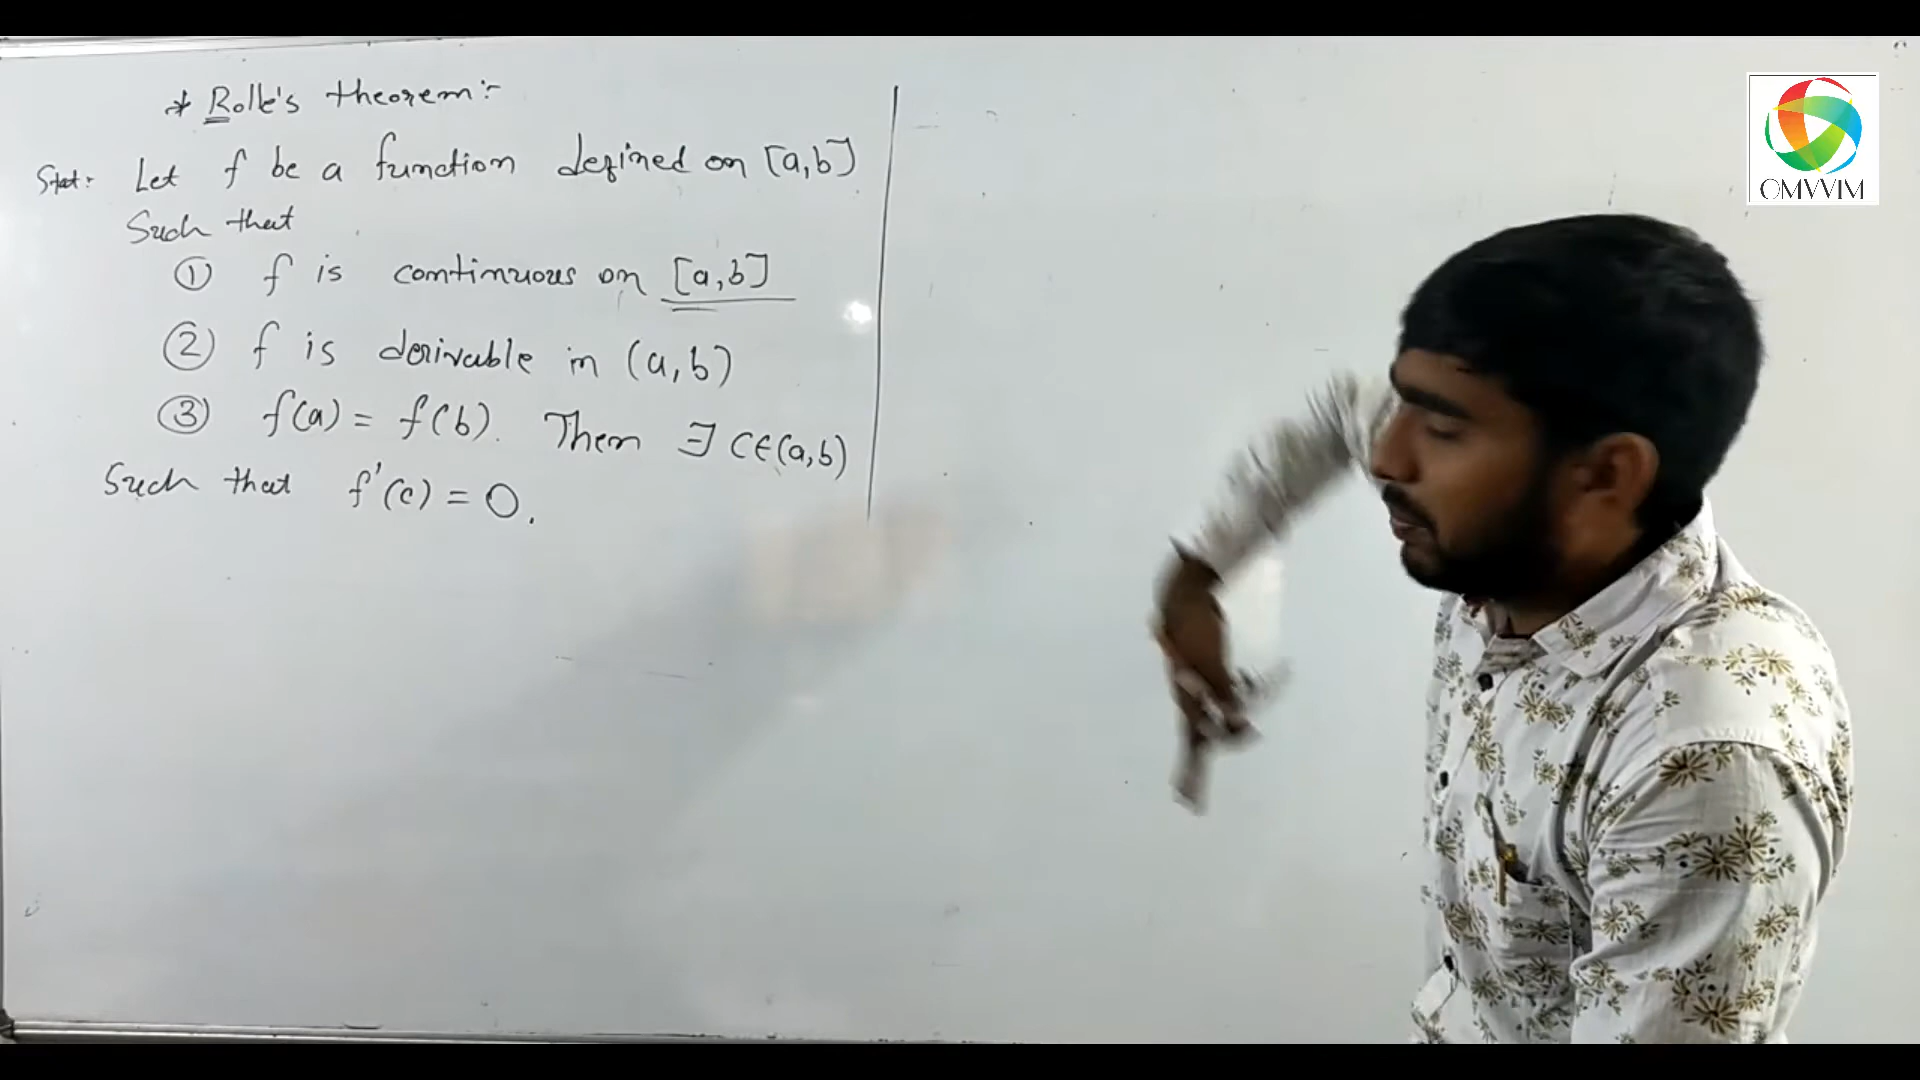 * Rolle's theorem :-
Stat :- Let f be a function defined on [a,b]
Such that
① f is continuous on [a,b]
② f is derivable in (a,b)
③ f(a) = f(b). Then ∃ c∈(a,b)
Such that f'(c) = 0.
OMVVIM